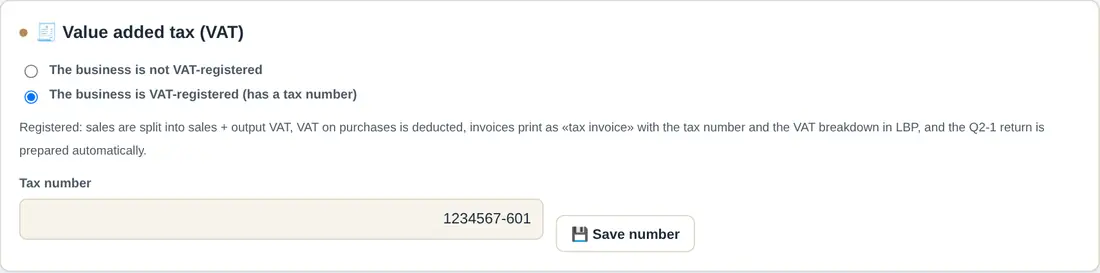 🧾 Value added tax (VAT)
The business is not VAT-registered
The business is VAT-registered (has a tax number)
Registered: sales are split into sales + output VAT, VAT on purchases is deducted, invoices print as «tax invoice» with the tax number and the VAT breakdown in LBP, and the Q2-1 return is
prepared automatically.
Tax number
1234567-601
💾 Save number